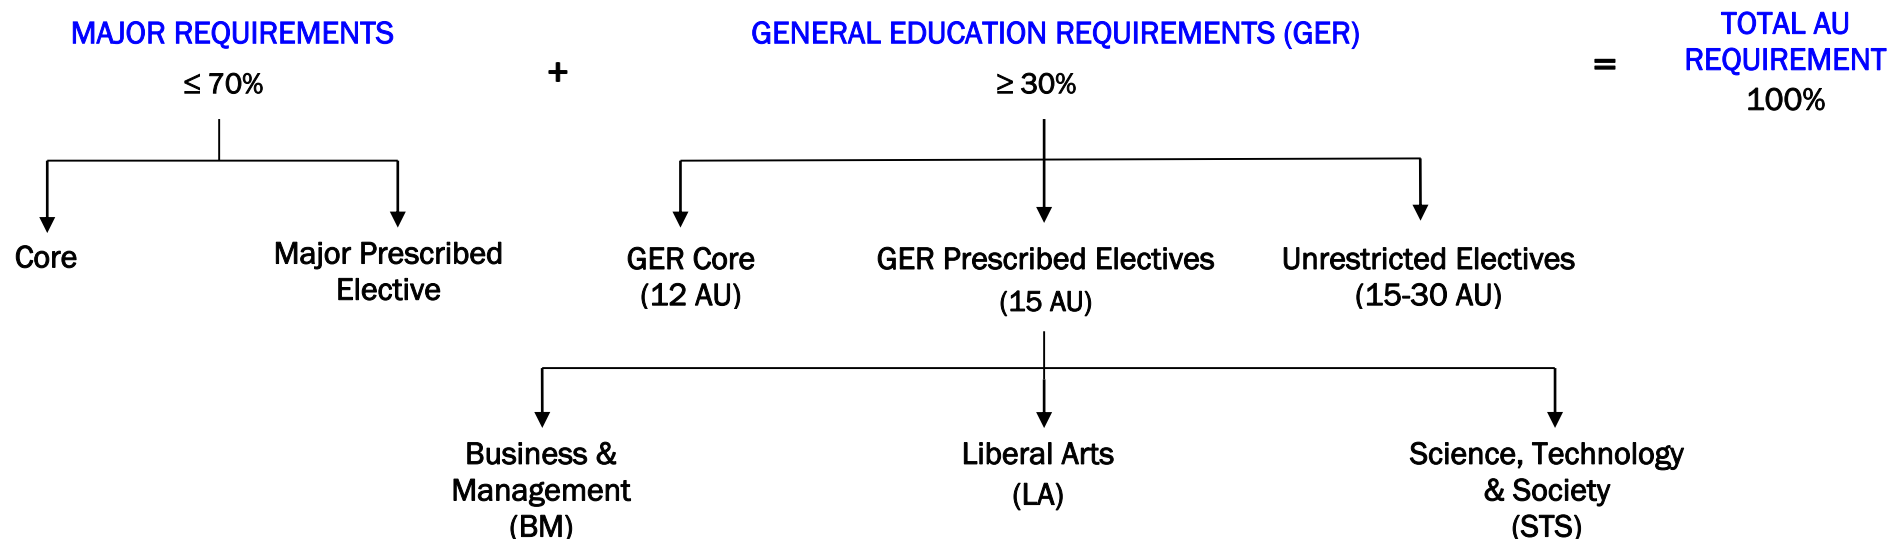 MAJOR REQUIREMENTS
≤ 70%
+
GENERAL EDUCATION REQUIREMENTS (GER)
≥ 30%
=
TOTAL AU
REQUIREMENT
100%
Core
Major Prescribed
Elective
GER Core
(12 AU)
GER Prescribed Electives
(15 AU)
Unrestricted Electives
(15-30 AU)
Business &
Management
(BM)
Liberal Arts
(LA)
Science, Technology
& Society
(STS)